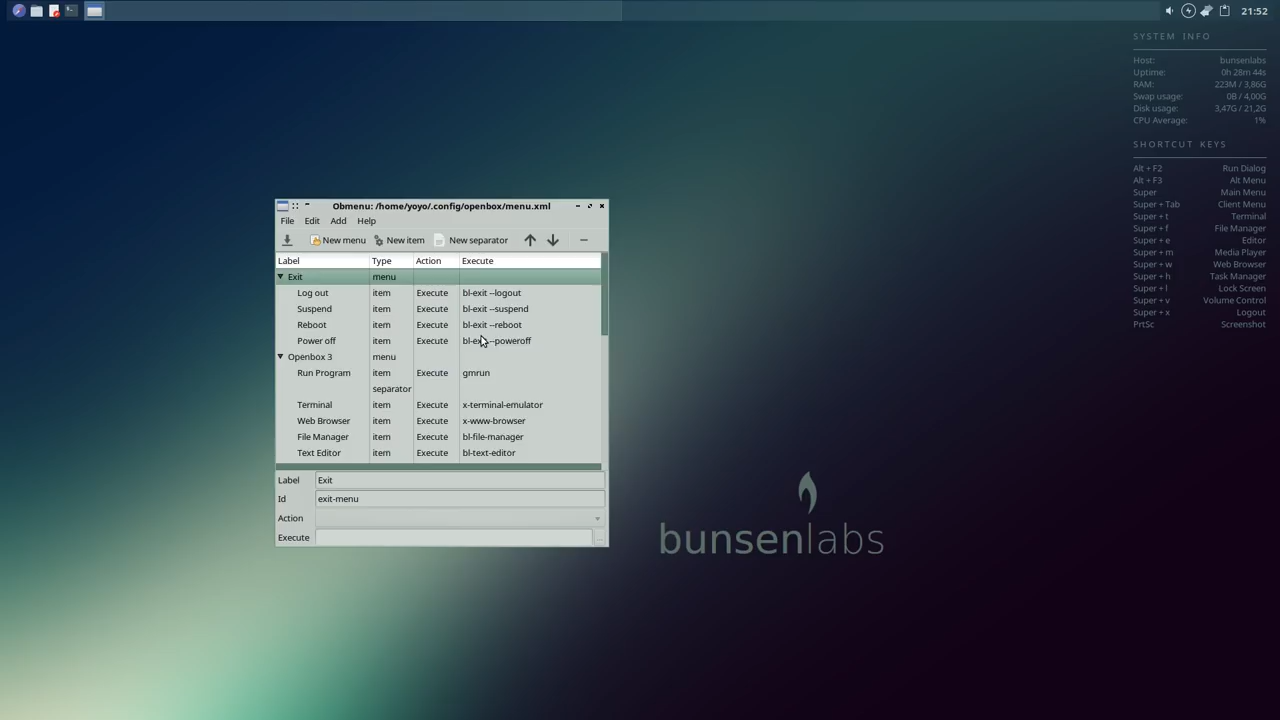 21:52
SYSTEM INFO
Host: bunsenlabs
Uptime: 0h 28m 44s
RAM: 223M / 3,86G
Swap usage: 0B / 4,00G
Disk usage: 3,47G / 21,2G
CPU Average: 1%
SHORTCUT KEYS
Alt + F2 Run Dialog
Alt + F3 Alt Menu
Super Main Menu
Super + Tab Client Menu
Super + t Terminal
Super + f File Manager
Super + e Editor
Super + m Media Player
Super + w Web Browser
Super + h Task Manager
Super + l Lock Screen
Super + v Volume Control
Super + x Logout
PrtSc Screenshot
Obmenu: /home/yoyo/.config/openbox/menu.xml
File Edit Add Help
New menu New item New separator
Label Type Action Execute
Exit menu
Log out item Execute bl-exit --logout
Suspend item Execute bl-exit --suspend
Reboot item Execute bl-exit --reboot
Power off item Execute --poweroff
Openbox 3 menu
Run Program item Execute gmrun
separator
Terminal item Execute x-terminal-emulator
Web Browser item Execute x-www-browser
File Manager item Execute bl-file-manager
Text Editor item Execute bl-text-editor
Label Exit
Id exit-menu
Action
Execute ...
bunsenlabs